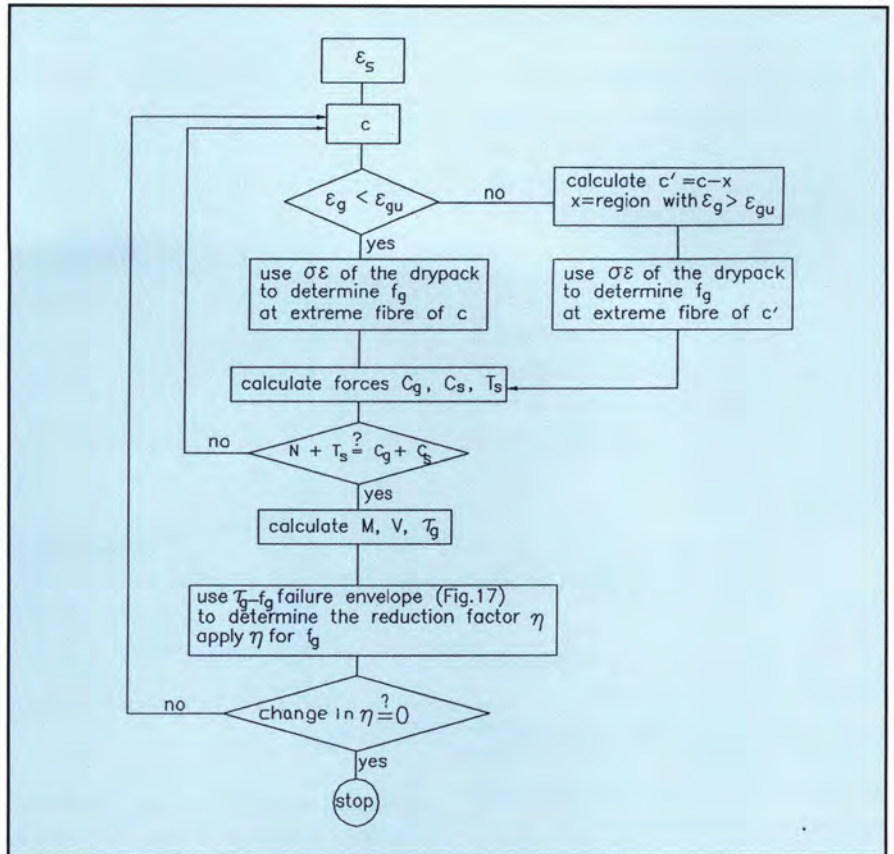 εs
c
εg < εgu
no
calculate c′ =c−x
x=region with εg > εgu
yes
use σε of the drypack
to determine fg
at extreme fibre of c
use σε of the drypack
to determine fg
at extreme fibre of c′
calculate forces Cg , Cs , Ts
no
N + Ts =? Cg + Cs
yes
calculate M, V, τg
use τg–fg failure envelope (Fig.17)
to determine the reduction factor η
apply η for fg
no
change in η =? 0
yes
stop